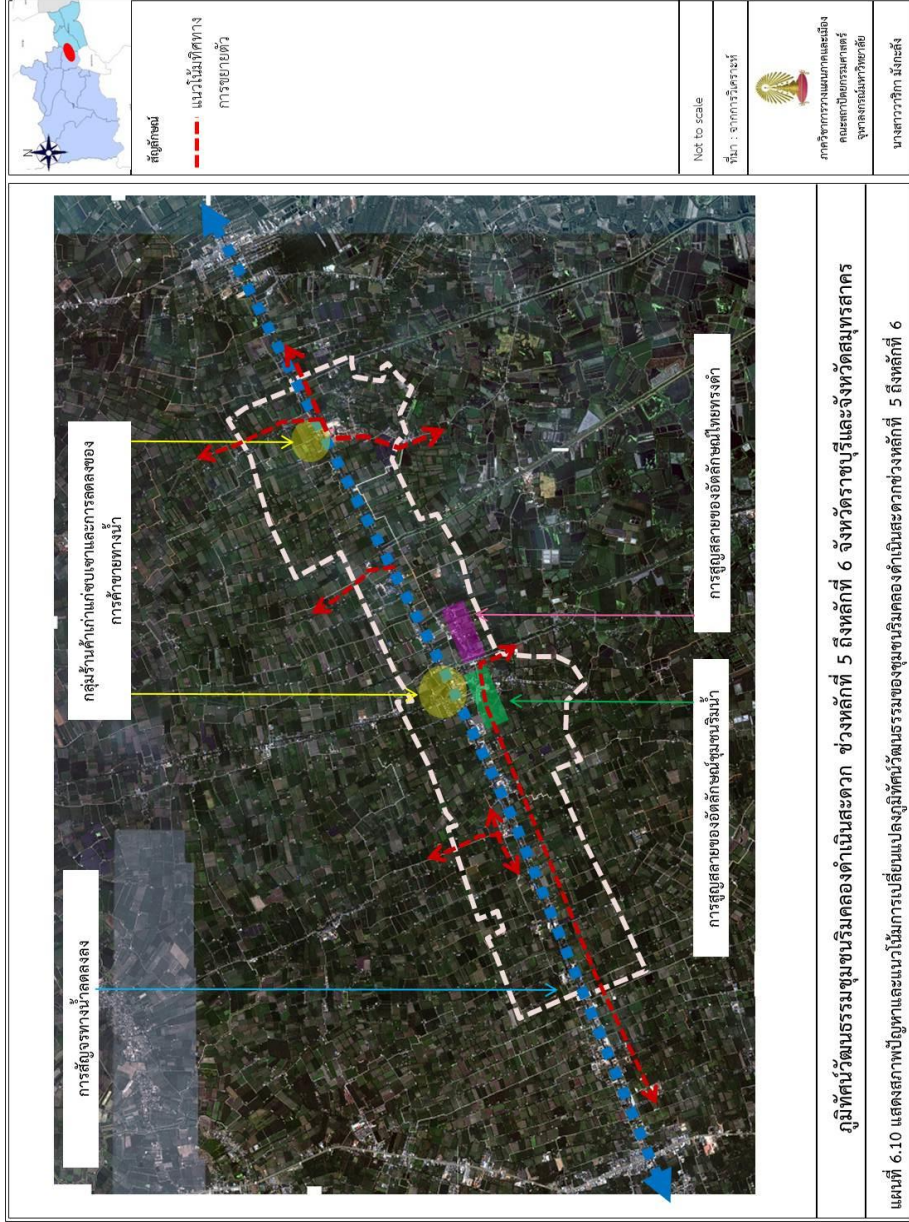 การสัญจรทางน้ำลดลงลง
กลุ่มร้านค้าเก่าแก่ซบเซาและการลดลงของ
การค้าขายทางน้ำ
การสูญสลายของอัตลักษณ์ชุมชนริมน้ำ
การสูญสลายของอัตลักษณ์ไทยทรงดำ
N
สัญลักษณ์
แนวโน้มทิศทาง
การขยายตัว
Not to scale
ที่มา : จากการวิเคราะห์
ภาควิชาการวางแผนภาคและเมือง
คณะสถาปัตยกรรมศาสตร์
จุฬาลงกรณ์มหาวิทยาลัย
นางสาววาริกา มังกะลัง
ภูมิทัศน์วัฒนธรรมชุมชนริมคลองดำเนินสะดวก ช่วงหลักที่ 5 ถึงหลักที่ 6 จังหวัดราชบุรีและจังหวัดสมุทรสาคร
แผนที่ 6.10 แสดงสภาพปัญหาและแนวโน้มการเปลี่ยนแปลงภูมิทัศน์วัฒนธรรมของชุมชนริมคลองดำเนินสะดวกช่วงหลักที่ 5 ถึงหลักที่ 6